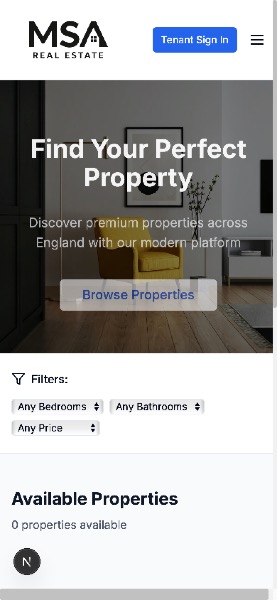 MSA
REAL ESTATE
Tenant Sign In
Find Your Perfect
Property
Discover premium properties across
England with our modern platform
Browse Properties
Filters:
Any Bedrooms
Any Bathrooms
Any Price
Available Properties
0 properties available
N